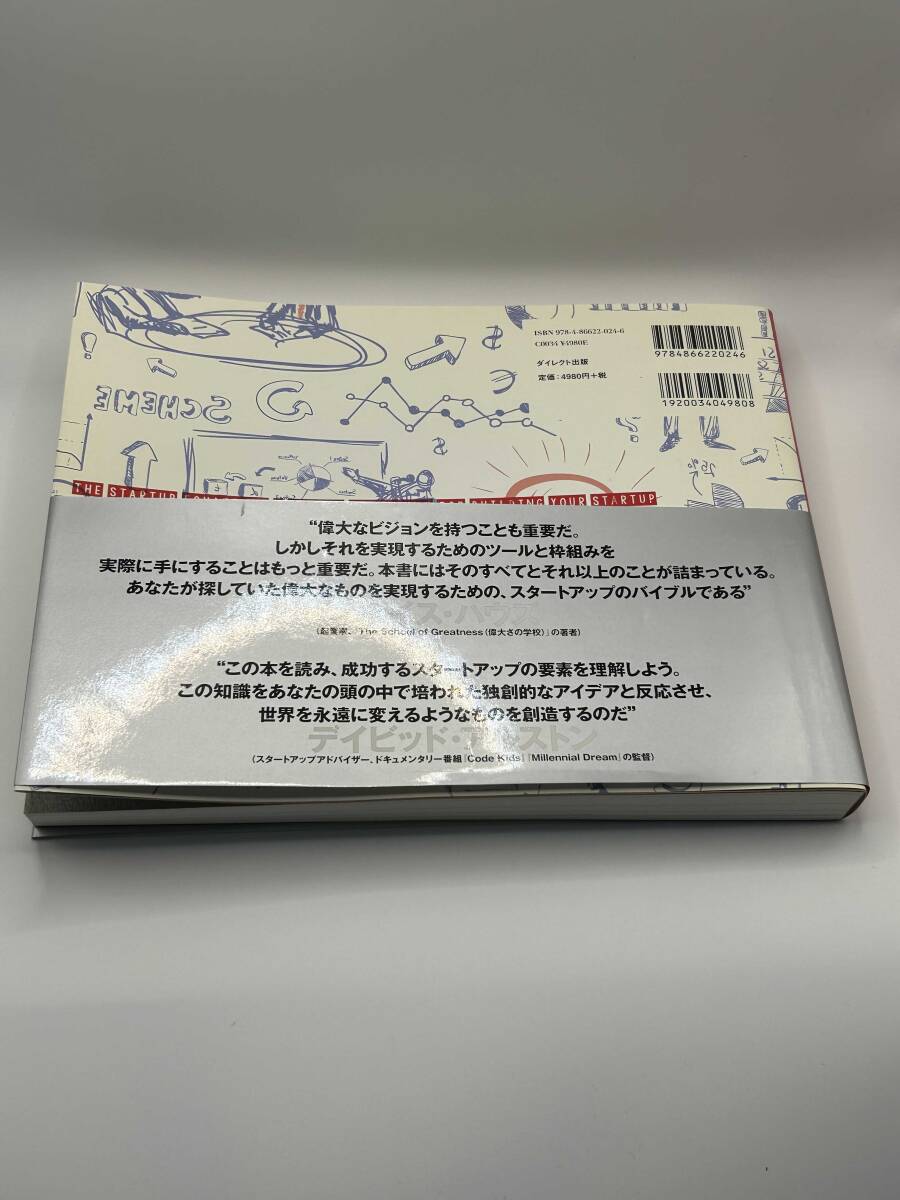 ISBN 978-4-86622-024-6
C0034 ¥4980E
ダイレクト出版
定価：4980円+税
9784866220246
1920034049808
SCHEME
THE STARTUP BUILDING YOUR STARTUP
“偉大なビジョンを持つことも重要だ。
しかしそれを実現するためのツールと枠組みを
実際に手にすることはもっと重要だ。本書にはそのすべてとそれ以上のことが詰まっている。
あなたが探していた偉大なものを実現するための、スタートアップのバイブルである”
イス・ハウズ
（起業家、『The School of Greatness（偉大さの学校）』の著者）
“この本を読み、成功するスタートアップの要素を理解しよう。
この知識をあなたの頭の中で培われた独創的なアイデアと反応させ、
世界を永遠に変えるようなものを創造するのだ”
デイビッド・アルストン
（スタートアップアドバイザー、ドキュメンタリー番組『Code Kids』『Millennial Dream』の監督）